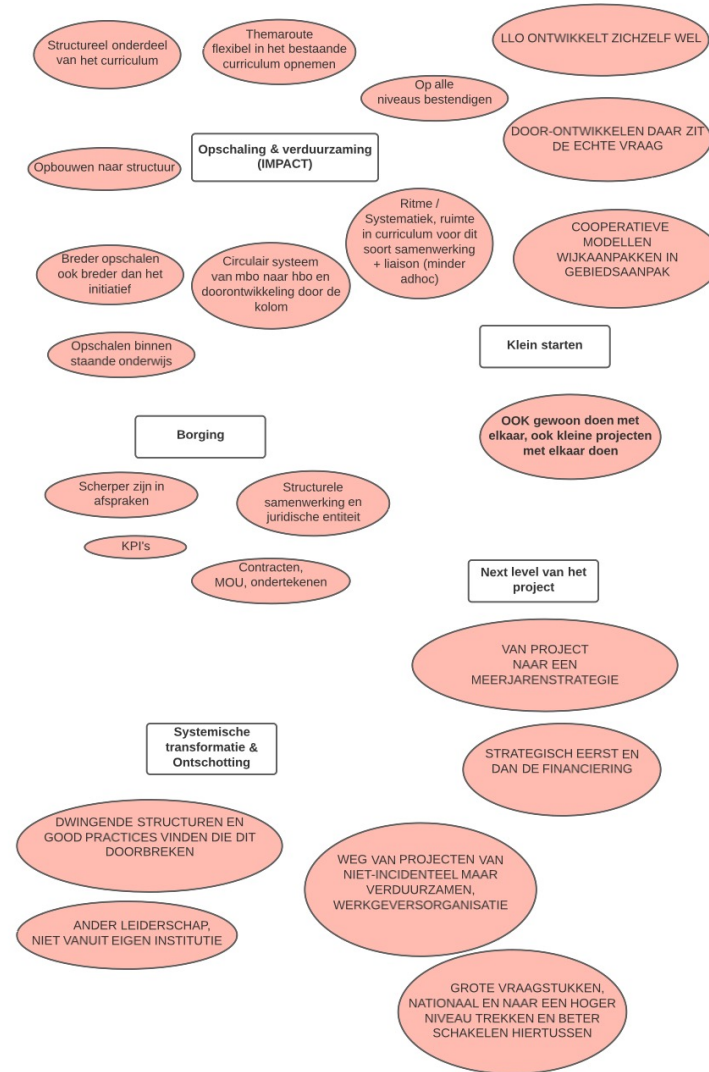 Structureel onderdeel
van het curriculum
Themaroute
flexibel in het bestaande
curriculum opnemen
LLO ONTWIKKELT ZICHZELF WEL
Op alle
niveaus bestendigen
DOOR-ONTWIKKELEN DAAR ZIT
DE ECHTE VRAAG
Opschaling & verduurzaming
(IMPACT)
Opbouwen naar structuur
Ritme /
Systematiek, ruimte
in curriculum voor dit
soort samenwerking
+ liaison (minder
adhoc)
COOPERATIEVE
MODELLEN
WIJKAANPAKKEN IN
GEBIEDSAANPAK
Breder opschalen
ook breder dan het
initiatief
Circulair systeem
van mbo naar hbo en
doorontwikkeling door de
kolom
Opschalen binnen
staande onderwijs
Klein starten
OOK gewoon doen met
elkaar, ook kleine projecten
met elkaar doen
Borging
Scherper zijn in
afspraken
Structurele
samenwerking en
juridische entiteit
KPI's
Contracten,
MOU, ondertekenen
Next level van het
project
VAN PROJECT
NAAR EEN
MEERJARENSTRATEGIE
STRATEGISCH EERST EN
DAN DE FINANCIERING
Systemische
transformatie &
Ontschotting
DWINGENDE STRUCTUREN EN
GOOD PRACTICES VINDEN DIE DIT
DOORBREKEN
ANDER LEIDERSCHAP,
NIET VANUIT EIGEN INSTITUTIE
WEG VAN PROJECTEN VAN
NIET-INCIDENTEEL MAAR
VERDUURZAMEN,
WERKGEVERSORGANISATIE
GROTE VRAAGSTUKKEN,
NATIONAAL EN NAAR EEN HOGER
NIVEAU TREKKEN EN BETER
SCHAKELEN HIERTUSSEN